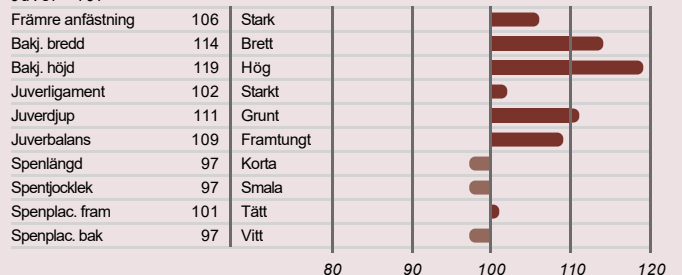 Främre anfästning 106 Stark
Bakj. bredd 114 Brett
Bakj. höjd 119 Hög
Juverligament 102 Starkt
Juverdjup 111 Grunt
Juverbalans 109 Framtungt
Spenlängd 97 Korta
Spentjocklek 97 Smala
Spenplac. fram 101 Tätt
Spenplac. bak 97 Vitt
80 90 100 110 120